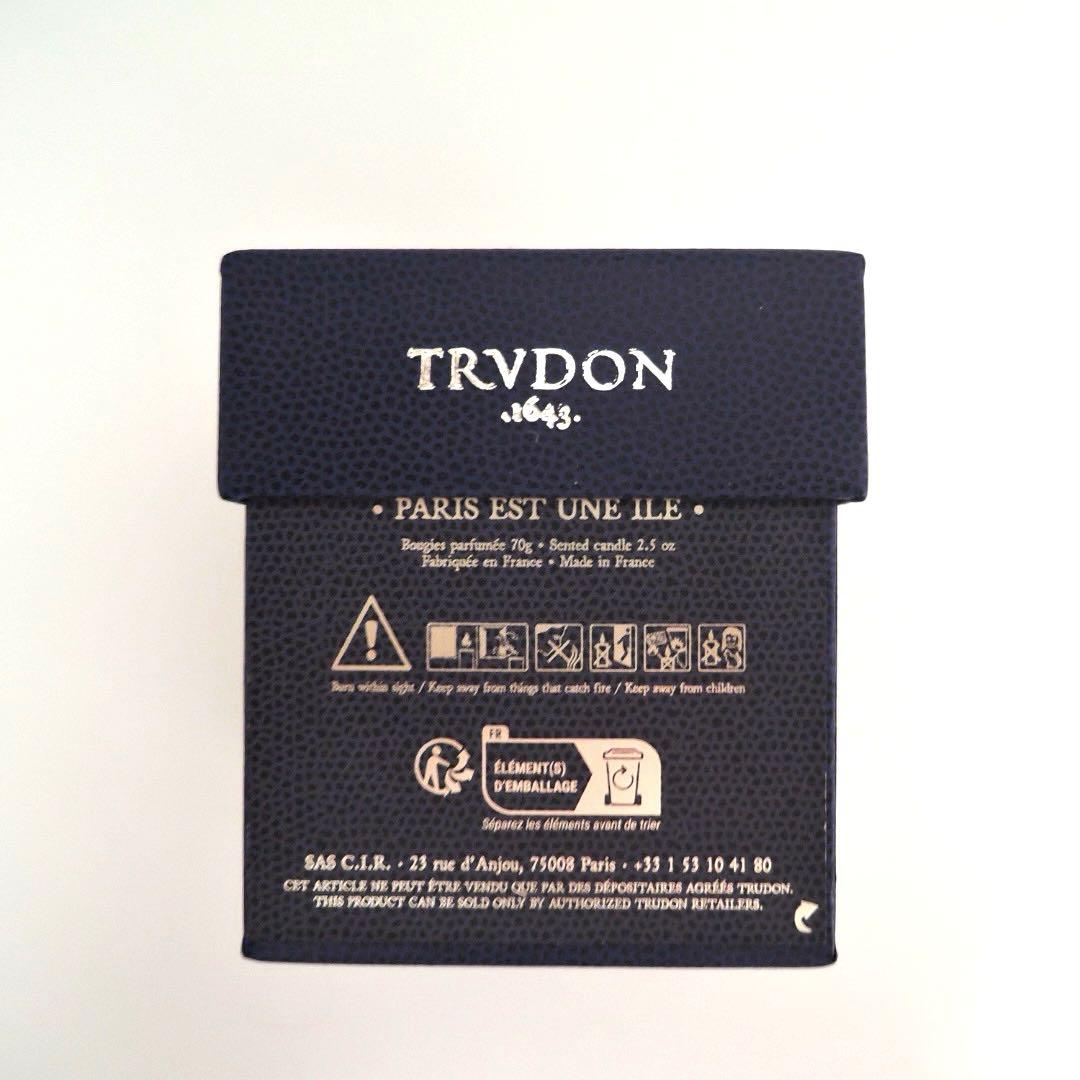 TRVDON
.1643.
• PARIS EST UNE ILE •
Bougies parfumée 70g • Sented candle 2.5 oz
Fabriquée en France • Made in France
Burn within sight / Keep away from things that catch fire / Keep away from children
FR
ÉLÉMENT(S)
D'EMBALLAGE
Séparez les éléments avant de trier
SAS C.I.R. • 23 rue d'Anjou, 75008 Paris • +33 1 53 10 41 80
CET ARTICLE NE PEUT ÊTRE VENDU QUE PAR DES DÉPOSITAIRES AGRÉÉS TRUDON.
THIS PRODUCT CAN BE SOLD ONLY BY AUTHORIZED TRUDON RETAILERS.